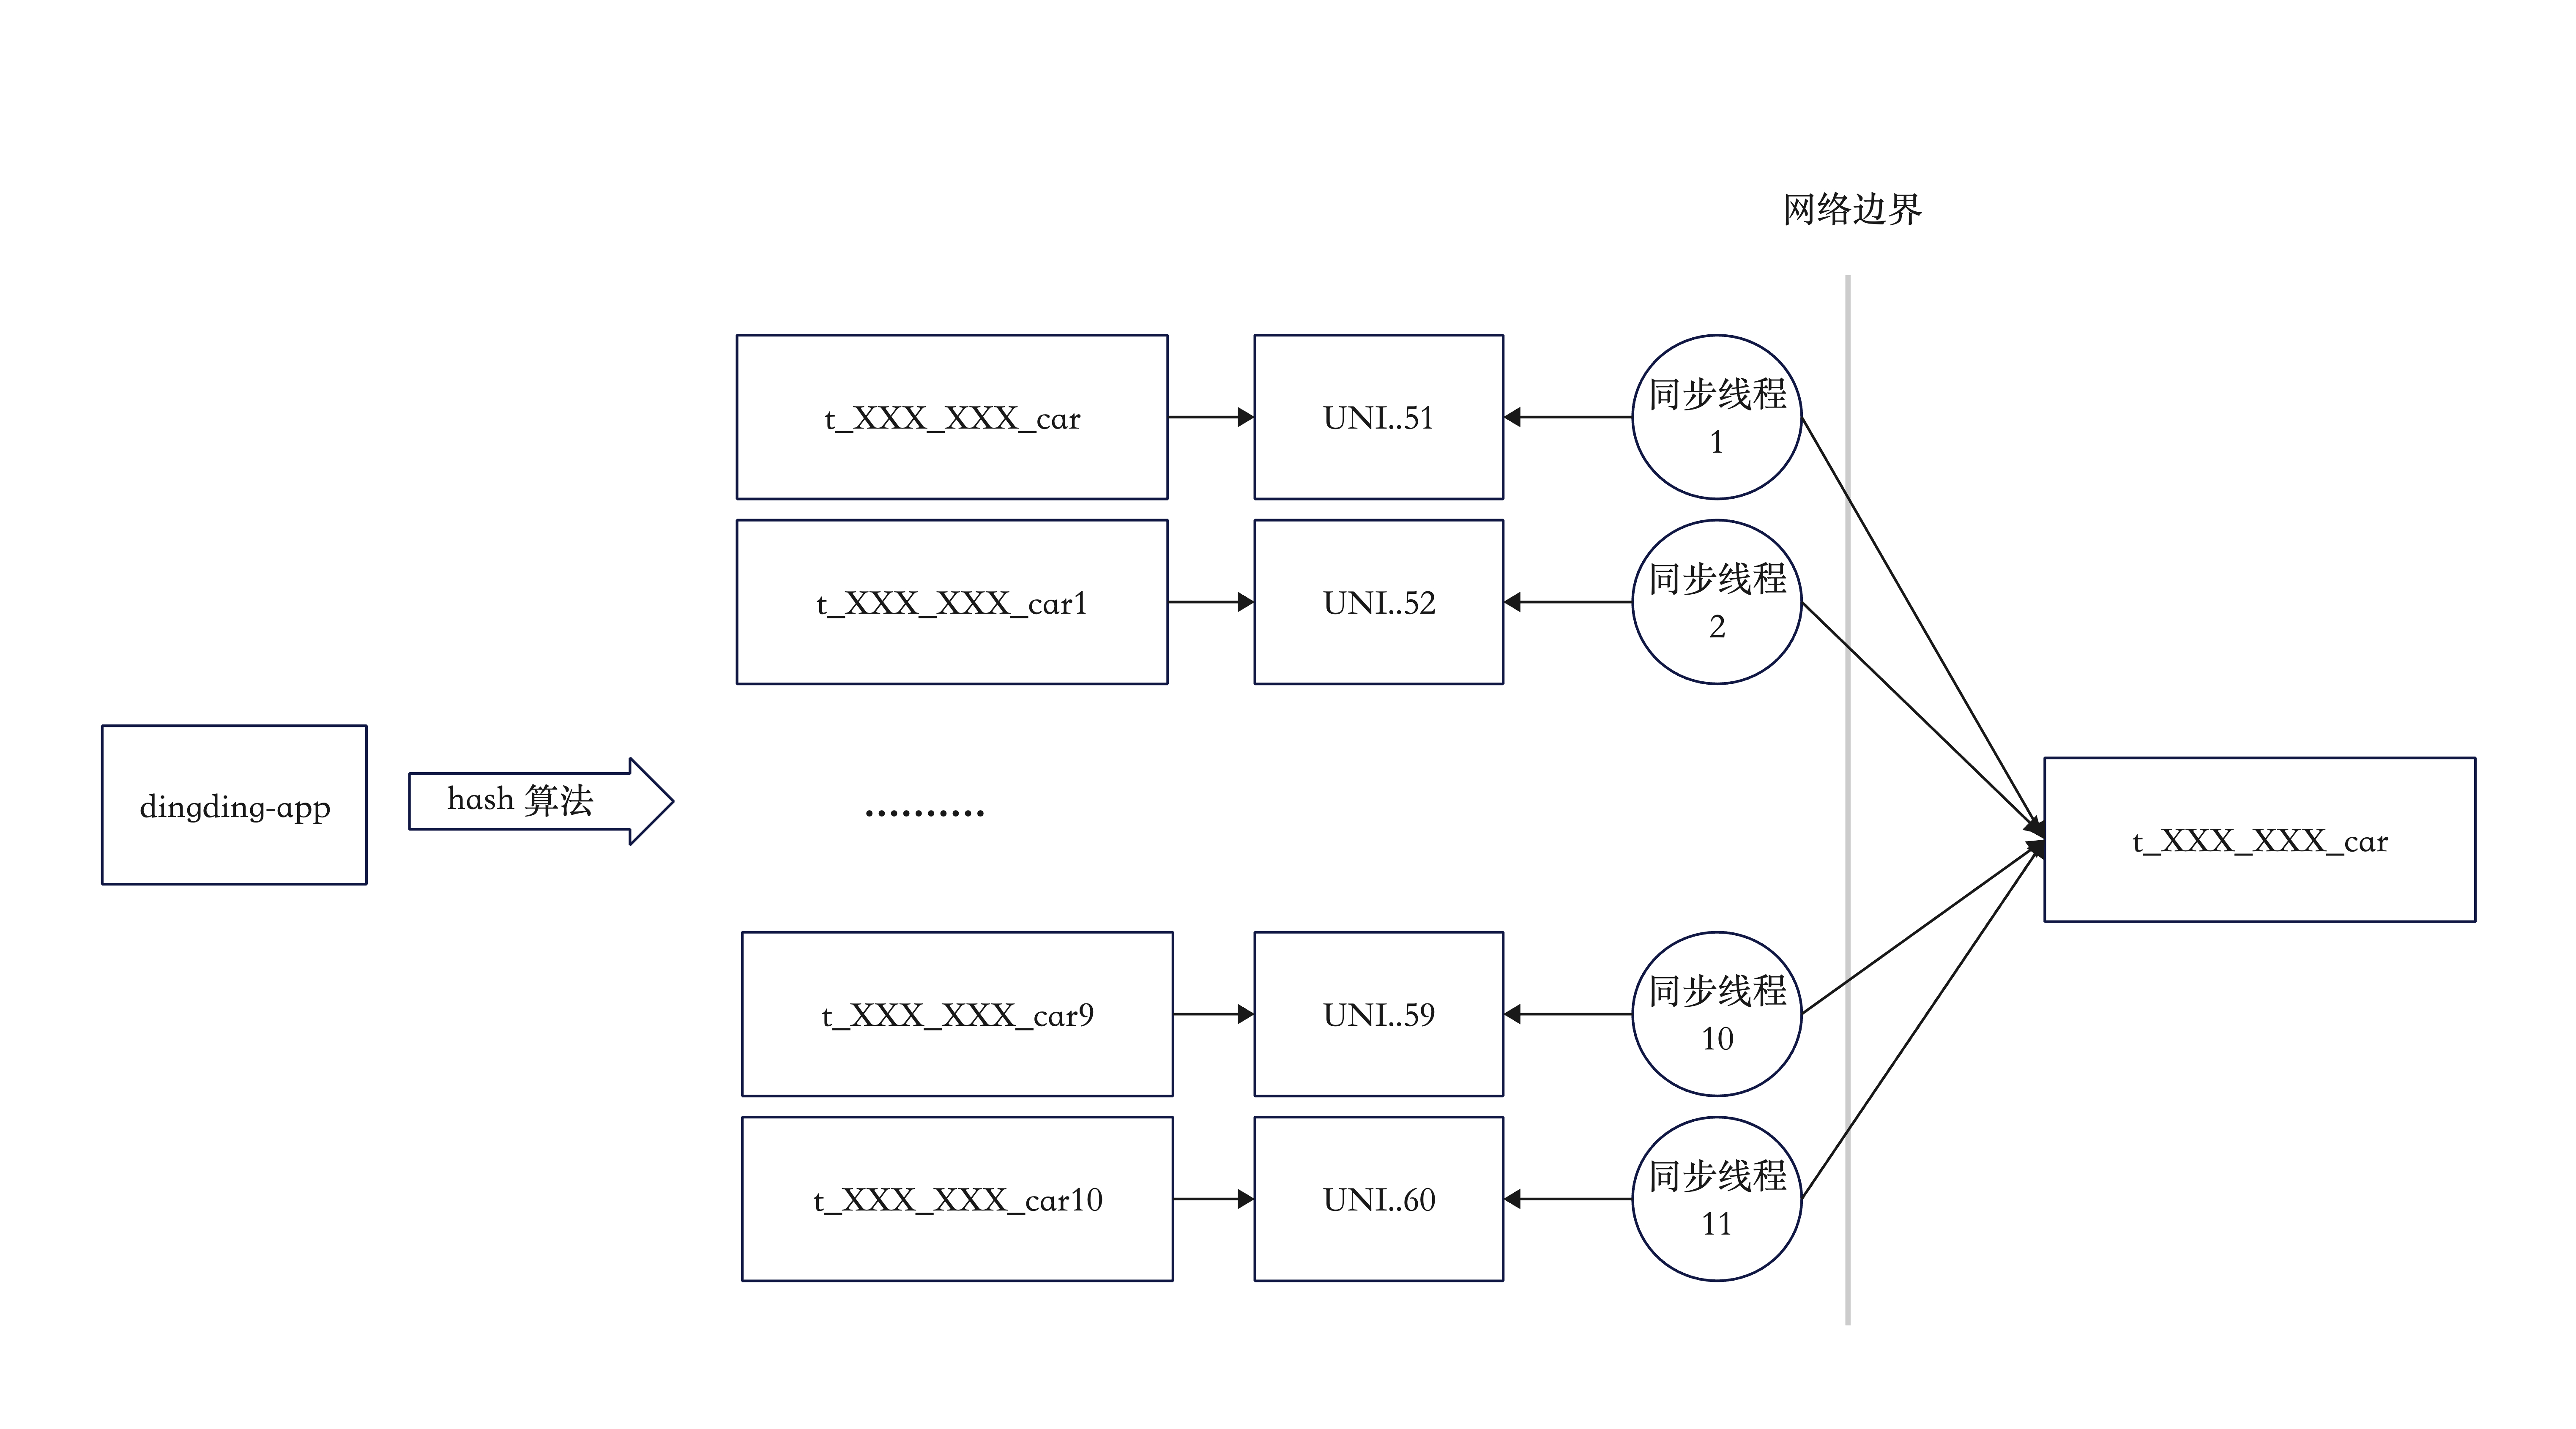 网络边界
t_XXX_XXX_car
UNI..51
同步线程
1
t_XXX_XXX_car1
UNI..52
同步线程
2
dingding-app
hash 算法
..........
t_XXX_XXX_car
t_XXX_XXX_car9
UNI..59
同步线程
10
t_XXX_XXX_car10
UNI..60
同步线程
11